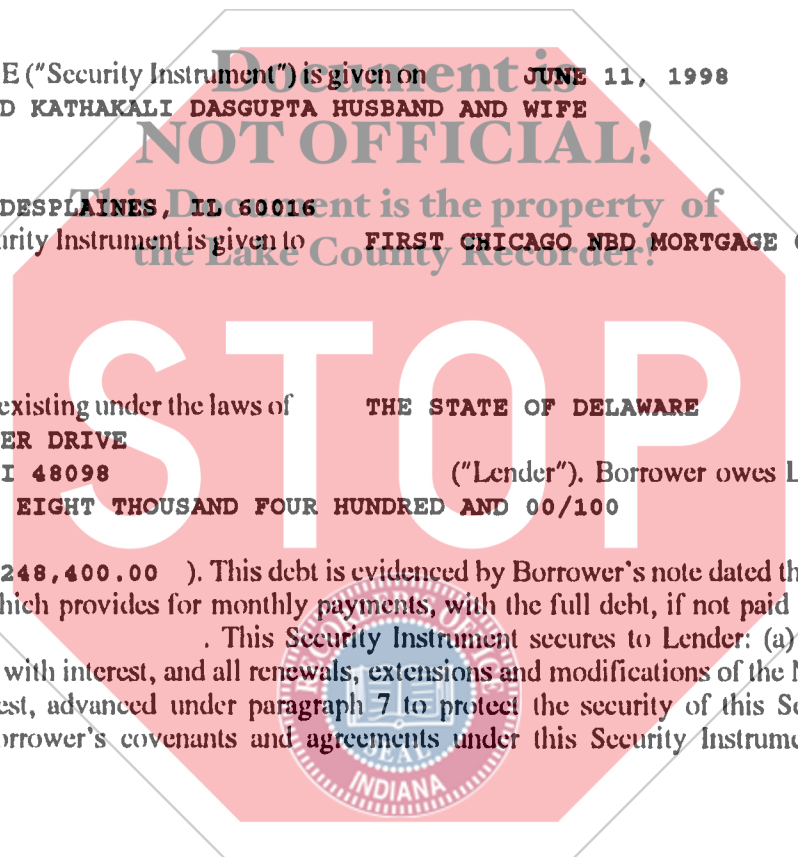 Document is
NOT OFFICIAL!
This Document is the property of
the Lake County Recorder!
STOP
E ("Security Instrument") is given on JUNE 11, 1998
D KATHAKALI DASGUPTA HUSBAND AND WIFE
DESPLAINES, IL 60016
urity Instrument is given to FIRST CHICAGO NBD MORTGAGE
existing under the laws of THE STATE OF DELAWARE
ER DRIVE
I 48098 ("Lender"). Borrower owes L
EIGHT THOUSAND FOUR HUNDRED AND 00/100
248,400.00 ). This debt is evidenced by Borrower's note dated th
hich provides for monthly payments, with the full debt, if not paid
. This Security Instrument secures to Lender: (a)
with interest, and all renewals, extensions and modifications of the N
est, advanced under paragraph 7 to protect the security of this Se
orrower's covenants and agreements under this Security Instrume
RECORDER'S OFFICE
SEAL
INDIANA